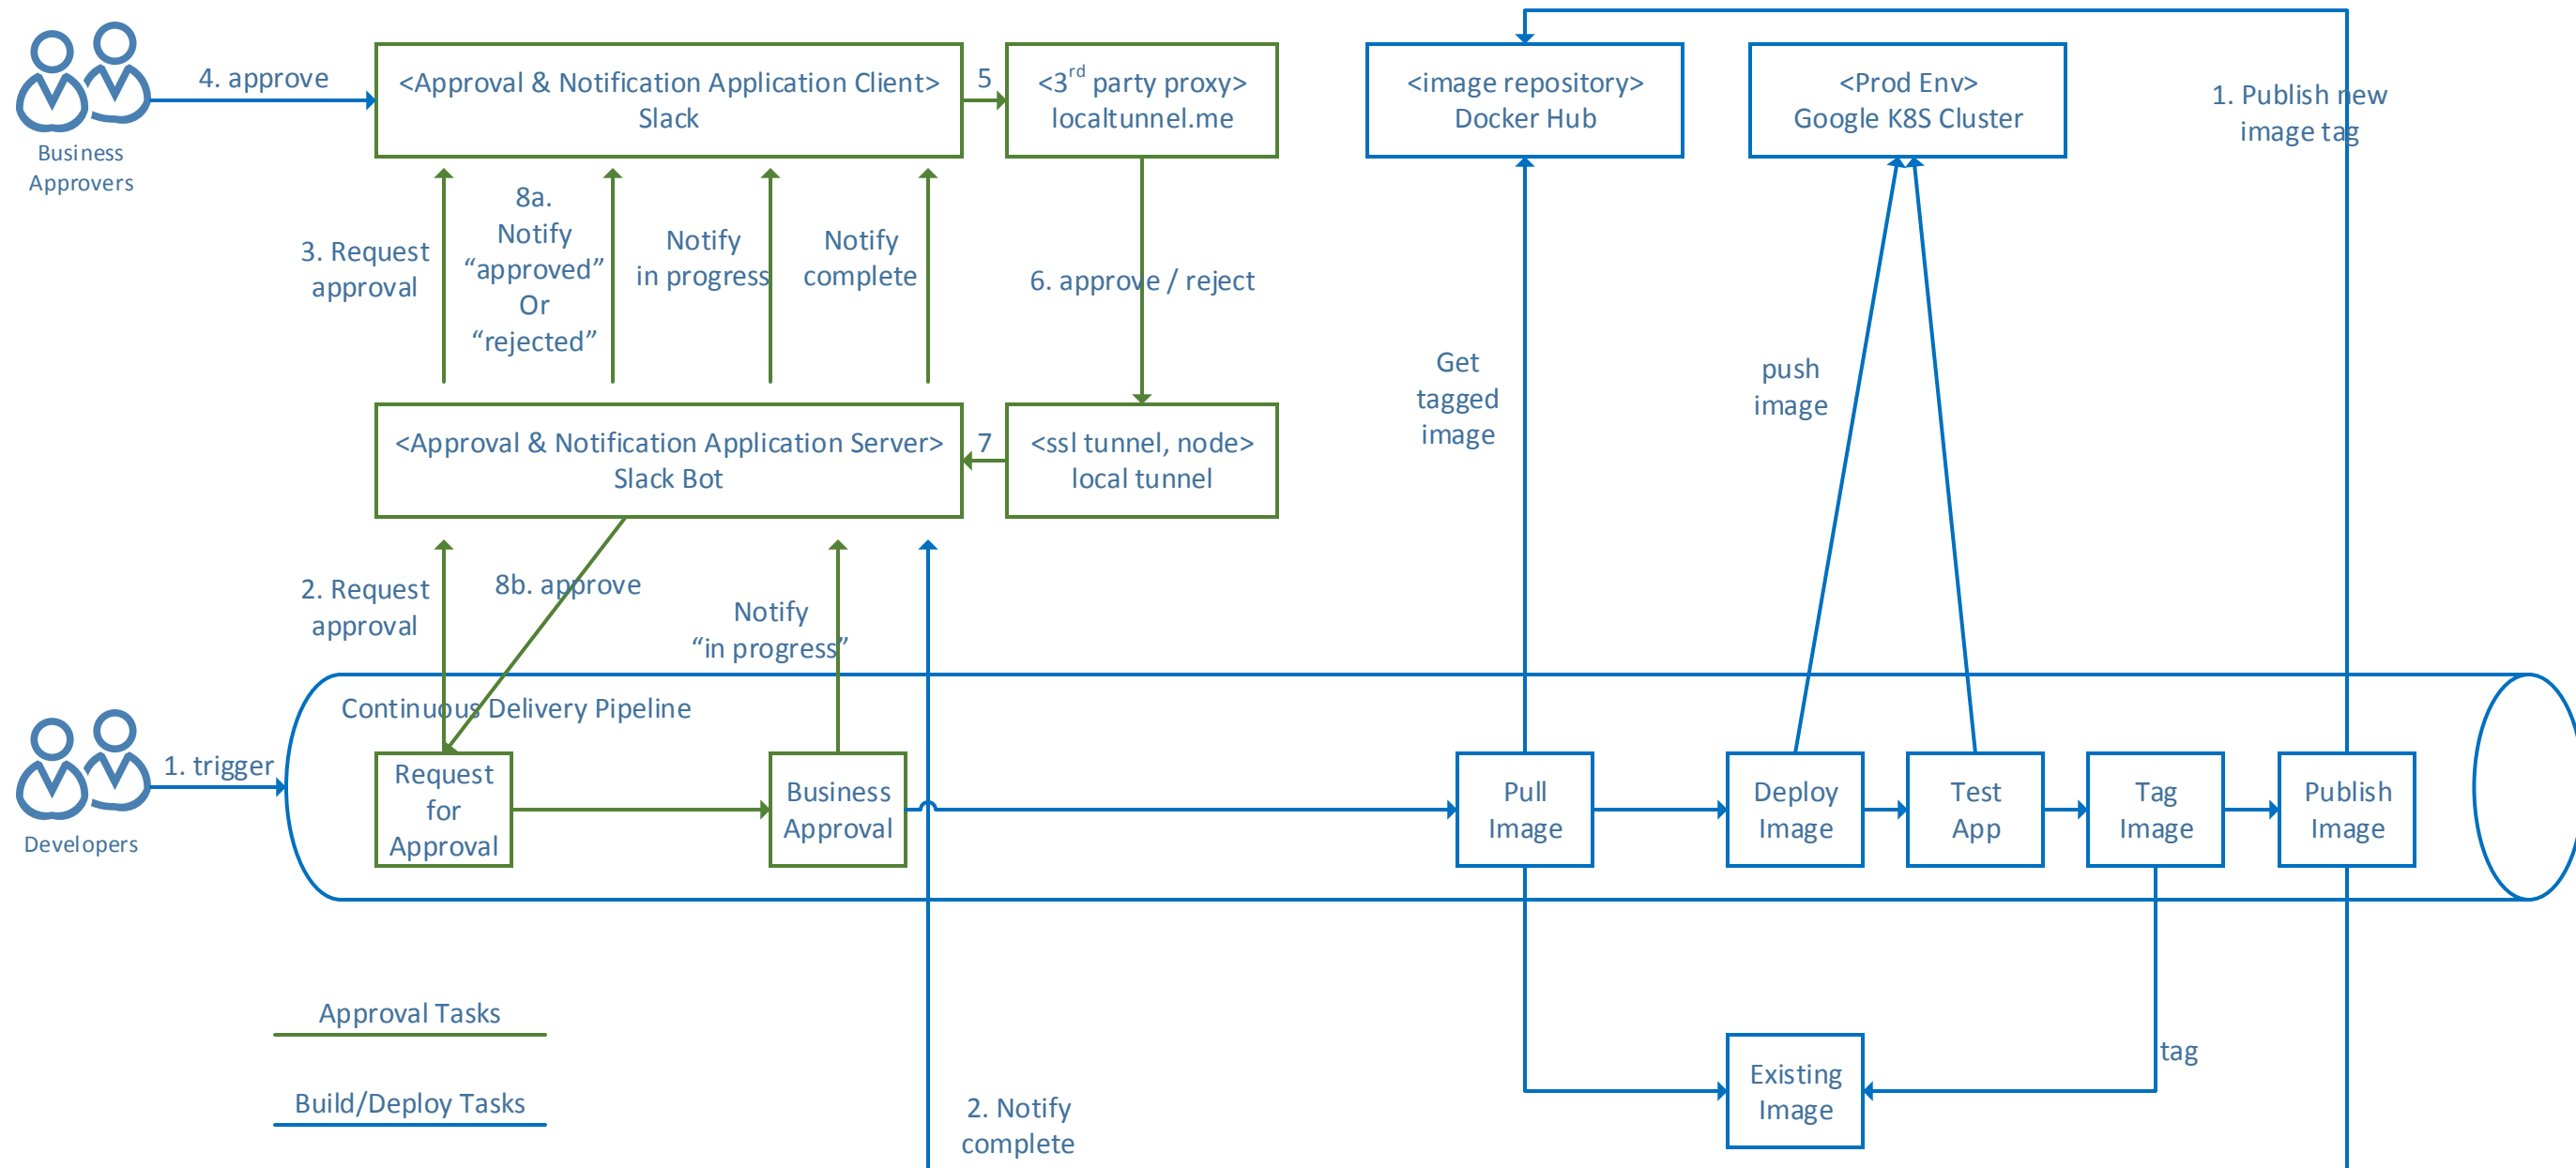 4. approve
Business
Approvers
<Approval & Notification Application Client>
Slack
5
<3rd party proxy>
localtunnel.me
<image repository>
Docker Hub
<Prod Env>
Google K8S Cluster
1. Publish new
image tag
3. Request
approval
8a.
Notify
“approved”
Or
“rejected”
Notify
in progress
Notify
complete
6. approve / reject
Get
tagged
image
push
image
<Approval & Notification Application Server>
Slack Bot
7
<ssl tunnel, node>
local tunnel
2. Request
approval
8b. approve
Notify
“in progress”
Continuous Delivery Pipeline
1. trigger
Developers
Request
for
Approval
Business
Approval
Pull
Image
Deploy
Image
Test
App
Tag
Image
Publish
Image
Approval Tasks
Build/Deploy Tasks
2. Notify
complete
Existing
Image
tag